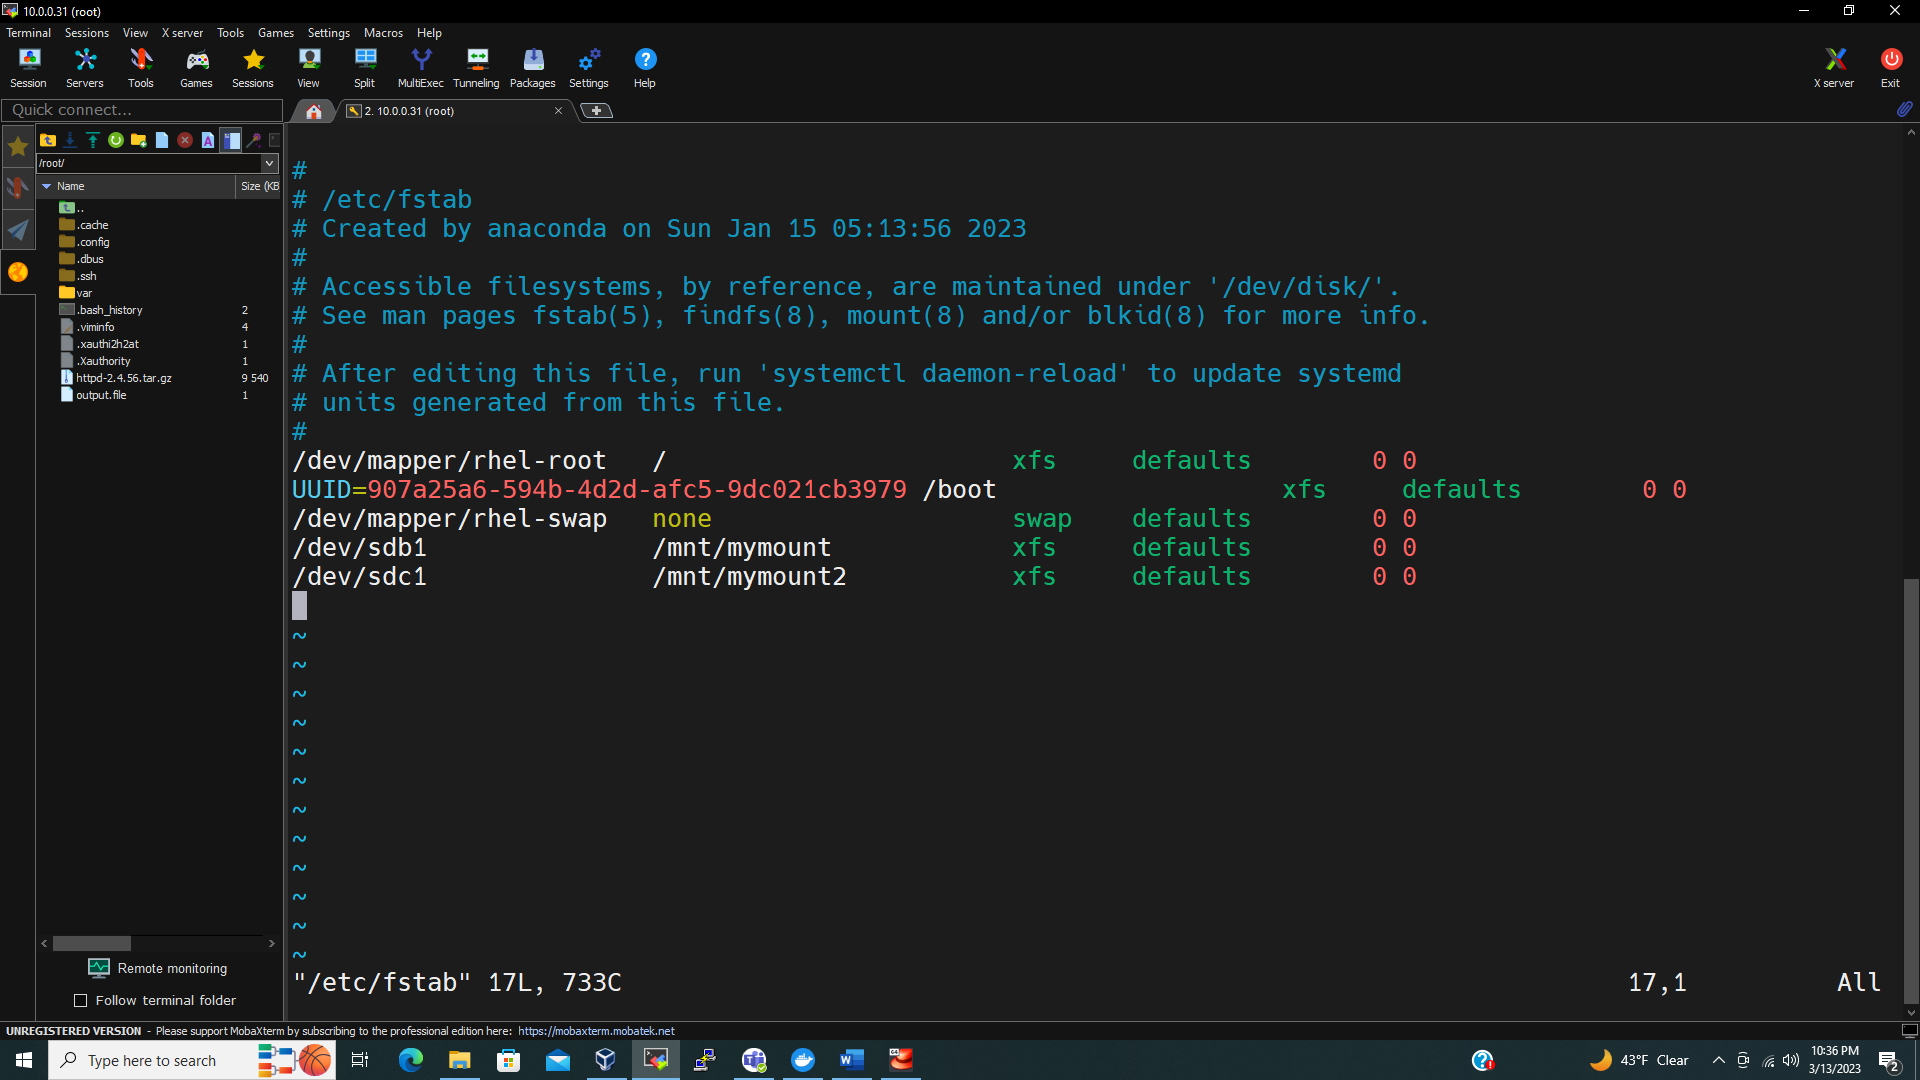 10.0.0.31 (root)
Terminal Sessions View X server Tools Games Settings Macros Help
Session Servers Tools Games Sessions View Split MultiExec Tunneling Packages Settings Help X server Exit
Quick connect...
2. 10.0.0.31 (root)
/root/
Name Size (KB
..
.cache
.config
.dbus
.ssh
var
.bash_history 2
.viminfo 4
.xauthi2h2at 1
.Xauthority 1
httpd-2.4.56.tar.gz 9 540
output.file 1
Remote monitoring
Follow terminal folder
#
# /etc/fstab
# Created by anaconda on Sun Jan 15 05:13:56 2023
#
# Accessible filesystems, by reference, are maintained under '/dev/disk/'.
# See man pages fstab(5), findfs(8), mount(8) and/or blkid(8) for more info.
#
# After editing this file, run 'systemctl daemon-reload' to update systemd
# units generated from this file.
#
/dev/mapper/rhel-root / xfs defaults 0 0
UUID=907a25a6-594b-4d2d-afc5-9dc021cb3979 /boot xfs defaults 0 0
/dev/mapper/rhel-swap none swap defaults 0 0
/dev/sdb1 /mnt/mymount xfs defaults 0 0
/dev/sdc1 /mnt/mymount2 xfs defaults 0 0
~
~
~
~
~
~
~
~
~
~
~
~
"/etc/fstab" 17L, 733C 17,1 All
UNREGISTERED VERSION - Please support MobaXterm by subscribing to the professional edition here: https://mobaxterm.mobatek.net
Type here to search
43°F Clear
10:36 PM
3/13/2023
2